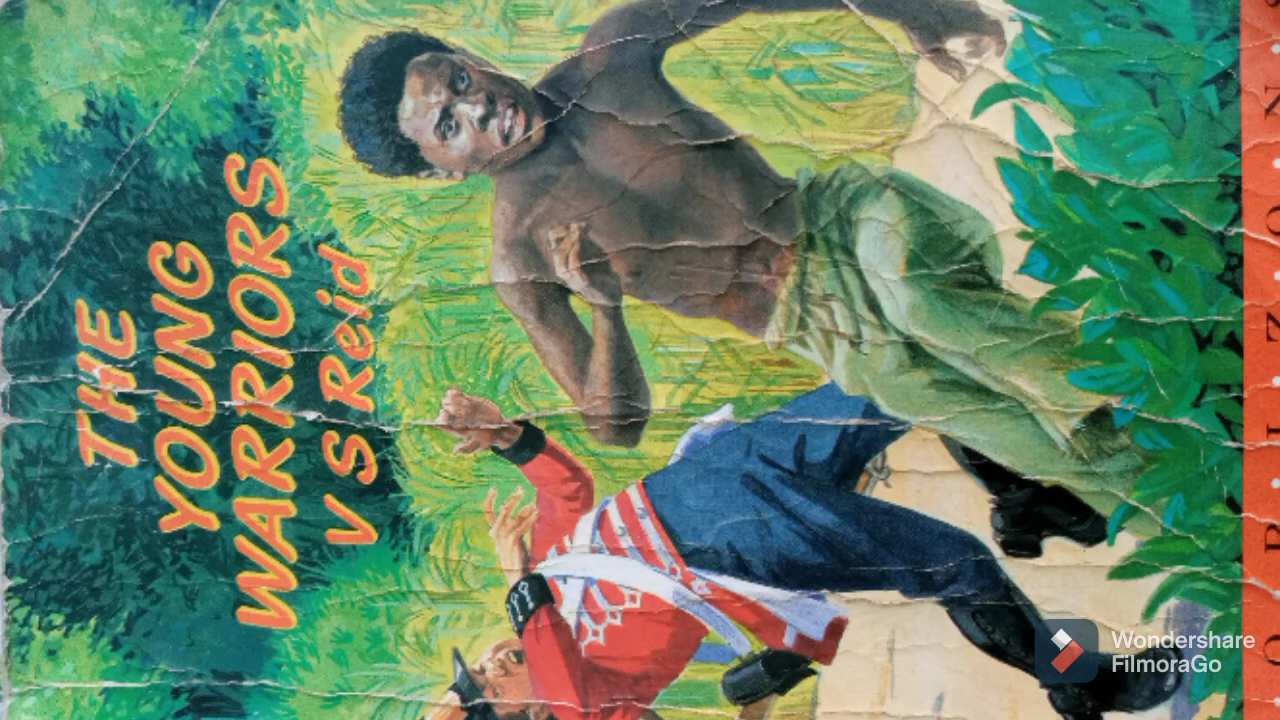 THE
YOUNG
WARRIORS
V S Reid
Wondershare
FilmoraGo